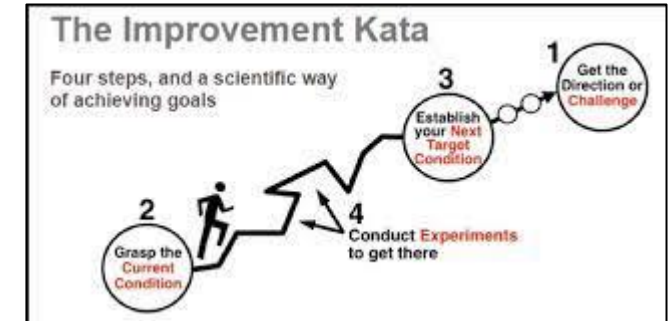 The Improvement Kata
Four steps, and a scientific way
of achieving goals
1
Get the
Direction or
Challenge
2
Grasp the
Current
Condition
3
Establish
your Next
Target
Condition
4
Conduct Experiments
to get there